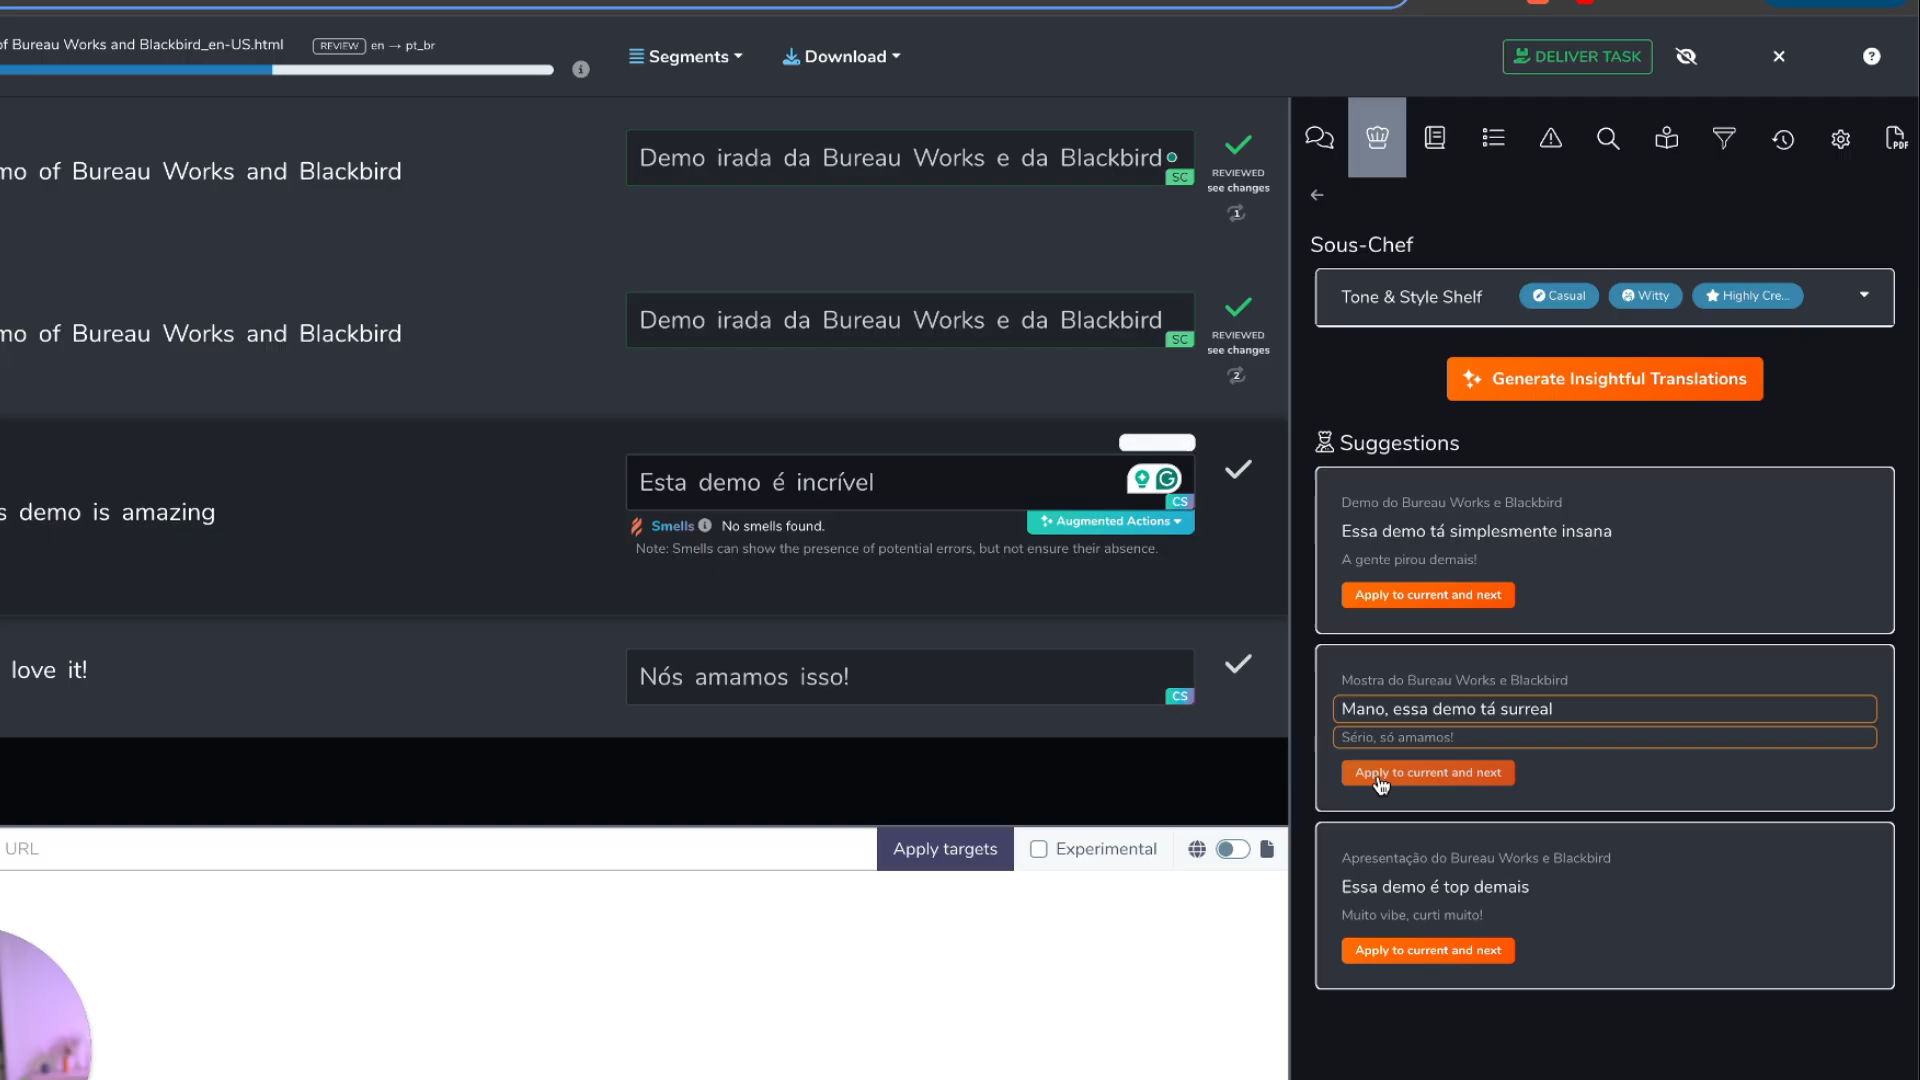 of Bureau Works and Blackbird_en-US.html
REVIEW en → pt_br
Segments
Download
DELIVER TASK
mo of Bureau Works and Blackbird
Demo irada da Bureau Works e da Blackbird
SC
REVIEWED
see changes
1
mo of Bureau Works and Blackbird
Demo irada da Bureau Works e da Blackbird
SC
REVIEWED
see changes
2
s demo is amazing
Esta demo é incrível
CS
Smells No smells found.
Augmented Actions
Note: Smells can show the presence of potential errors, but not ensure their absence.
love it!
Nós amamos isso!
CS
URL
Apply targets
Experimental
PDF
Sous-Chef
Tone & Style Shelf
Casual
Witty
Highly Cre...
Generate Insightful Translations
Suggestions
Demo do Bureau Works e Blackbird
Essa demo tá simplesmente insana
A gente pirou demais!
Apply to current and next
Mostra do Bureau Works e Blackbird
Mano, essa demo tá surreal
Sério, só amamos!
Apply to current and next
Apresentação do Bureau Works e Blackbird
Essa demo é top demais
Muito vibe, curti muito!
Apply to current and next